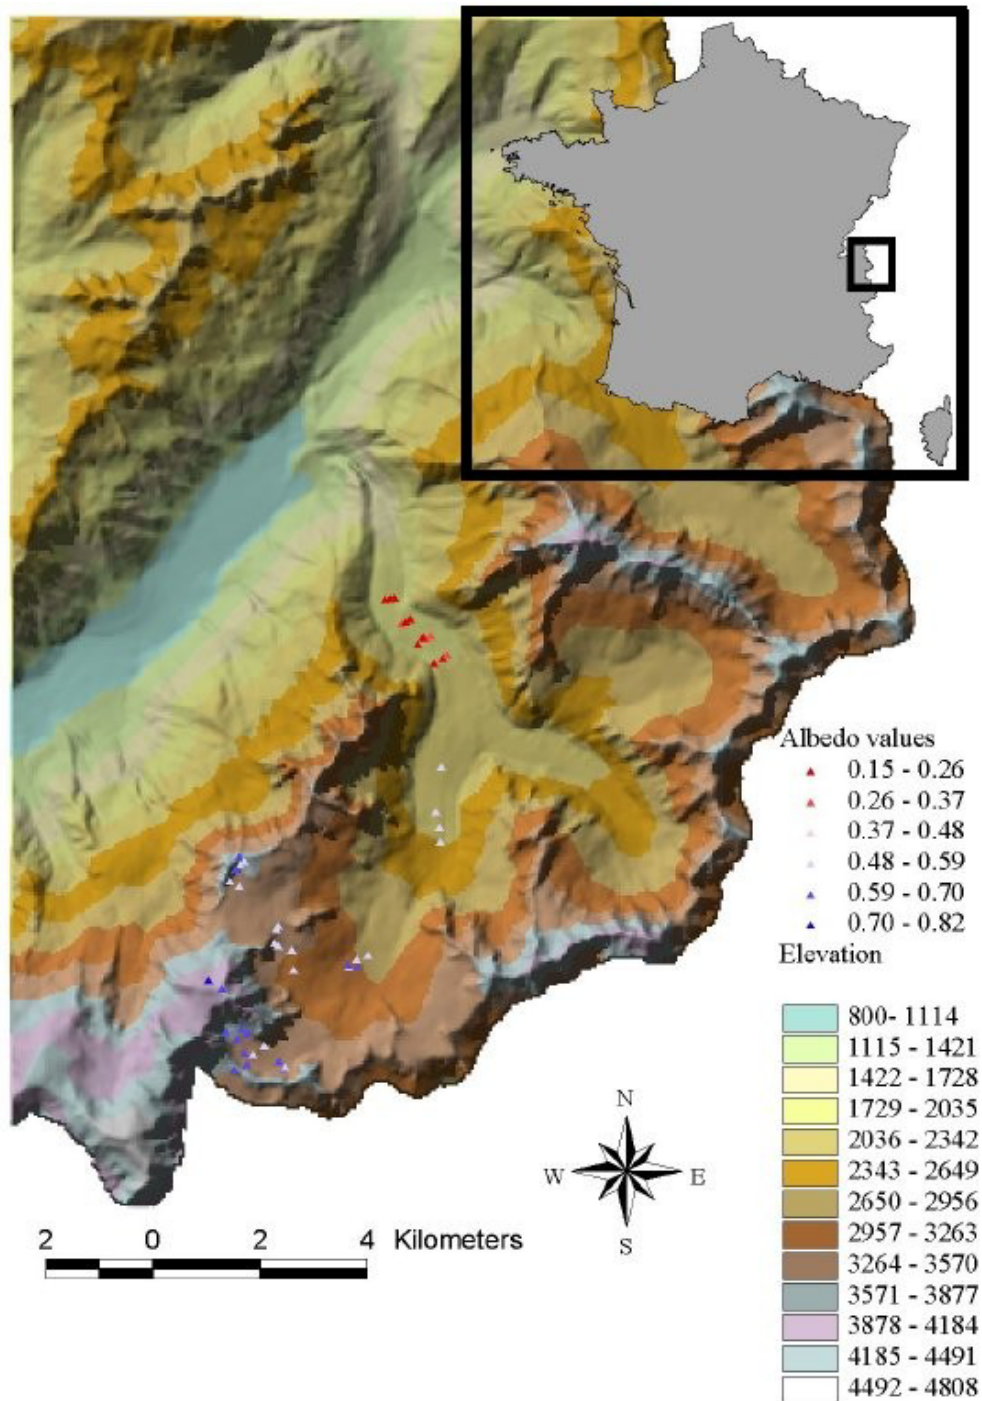 Albedo values
0.15 - 0.26
0.26 - 0.37
0.37 - 0.48
0.48 - 0.59
0.59 - 0.70
0.70 - 0.82
Elevation
800- 1114
1115 - 1421
1422 - 1728
1729 - 2035
2036 - 2342
2343 - 2649
2650 - 2956
2957 - 3263
3264 - 3570
3571 - 3877
3878 - 4184
4185 - 4491
4492 - 4808
N
W E
S
2 0 2 4 Kilometers